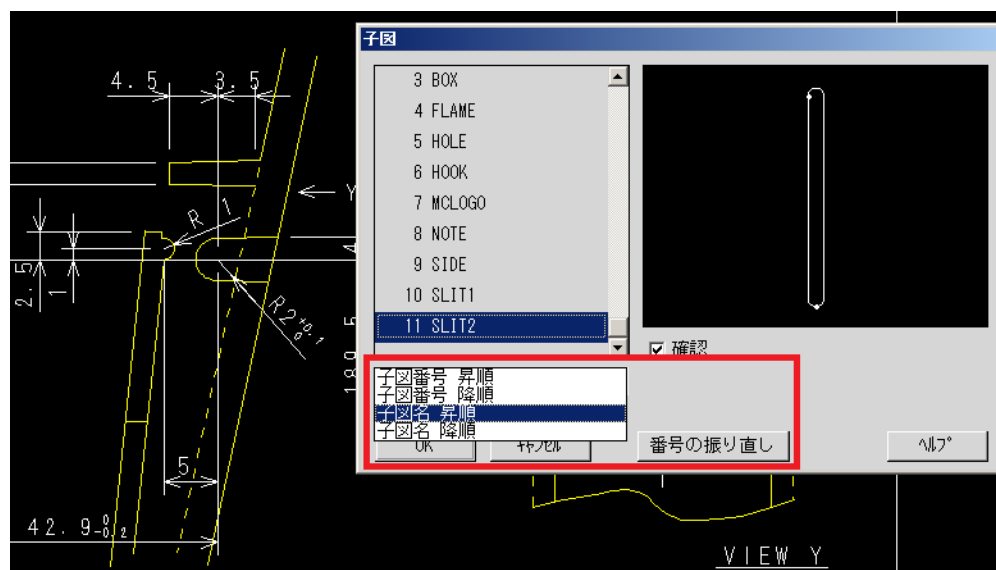 子図
3 BOX
4 FLAME
5 HOLE
6 HOOK
7 MCLOGO
8 NOTE
9 SIDE
10 SLIT1
11 SLIT2
確認
子図番号 昇順
子図番号 降順
子図名 昇順
子図名 降順
OK
ｷｬﾝｾﾙ
番号の振り直し
ﾍﾙﾌﾟ
4.5
3.5
Y
R 1
2.5
1
4
R2+0.1 0
5
42.9 0 -0.2
VIEW Y